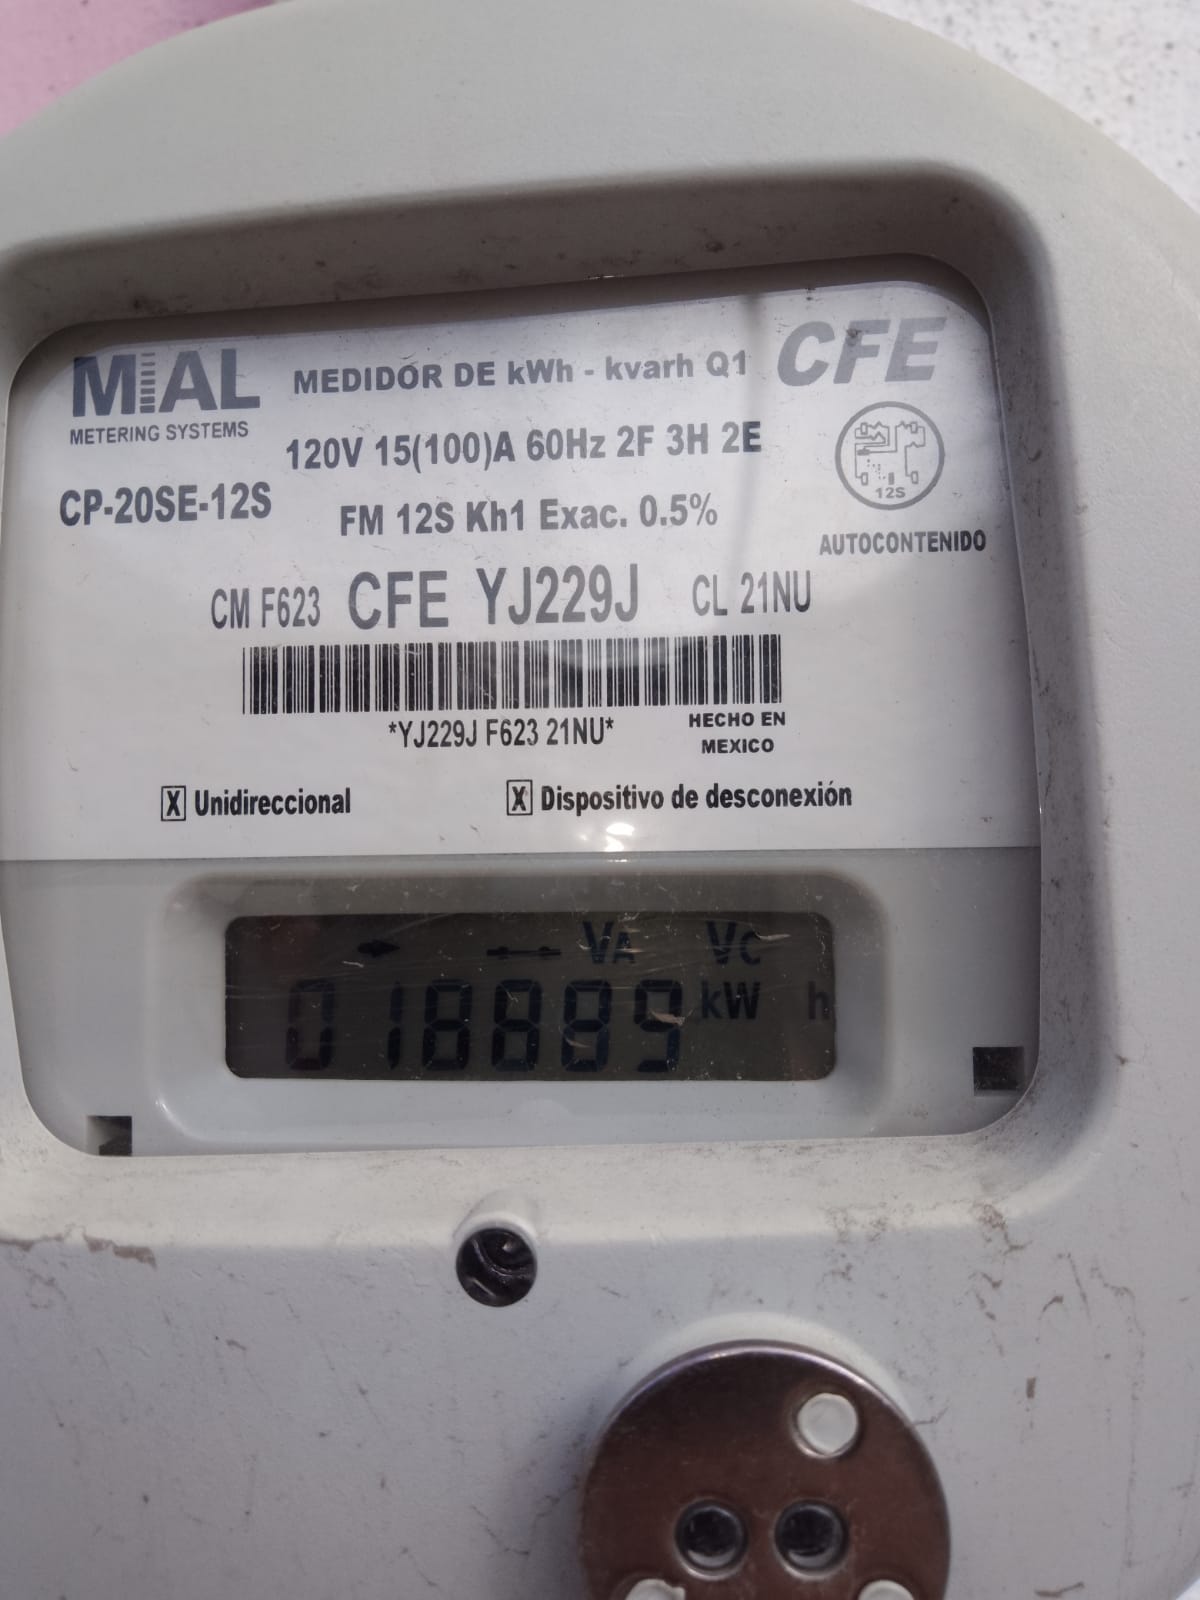 MIAL
METERING SYSTEMS
MEDIDOR DE kWh - kvarh Q1
CFE
120V 15(100)A 60Hz 2F 3H 2E
CP-20SE-12S
FM 12S Kh1 Exac. 0.5%
12S
AUTOCONTENIDO
CM F623 CFE YJ229J CL 21NU
*YJ229J F623 21NU*
HECHO EN
MEXICO
X Unidireccional
X Dispositivo de desconexión
VA VC
018889 kW h